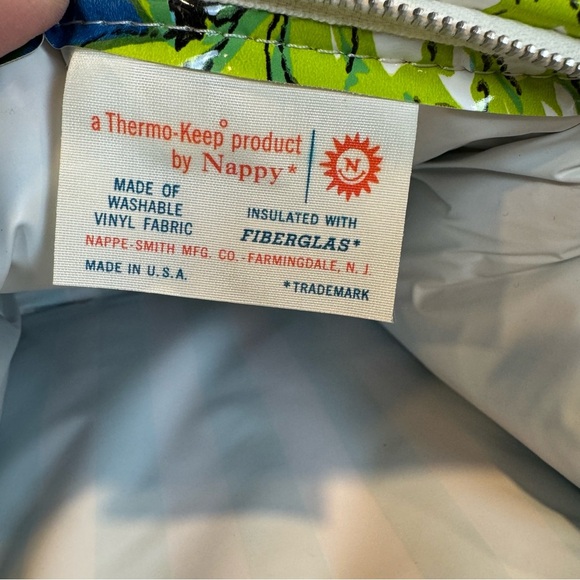 a Thermo-Keep° product
by Nappy*
N
MADE OF
WASHABLE
VINYL FABRIC
INSULATED WITH
FIBERGLAS*
NAPPE-SMITH MFG. CO.-FARMINGDALE, N. J.
MADE IN U.S.A.
*TRADEMARK